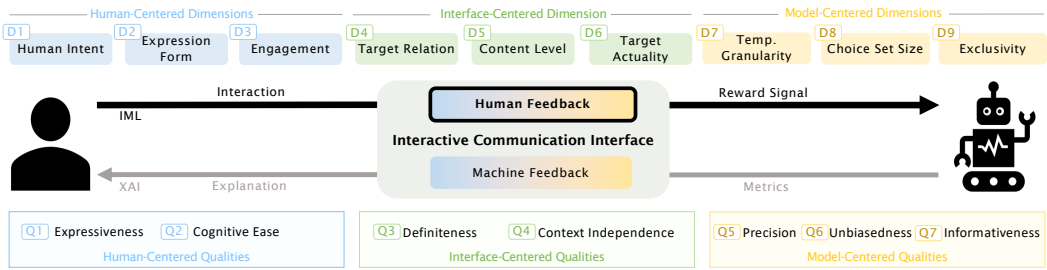 Human-Centered Dimensions
Interface-Centered Dimension
Model-Centered Dimensions
D1 Human Intent
D2 Expression Form
D3 Engagement
D4 Target Relation
D5 Content Level
D6 Target Actuality
D7 Temp. Granularity
D8 Choice Set Size
D9 Exclusivity
Interaction
IML
Human Feedback
Reward Signal
Interactive Communication Interface
XAI
Explanation
Machine Feedback
Metrics
Q1 Expressiveness
Q2 Cognitive Ease
Human-Centered Qualities
Q3 Definiteness
Q4 Context Independence
Interface-Centered Qualities
Q5 Precision
Q6 Unbiasedness
Q7 Informativeness
Model-Centered Qualities